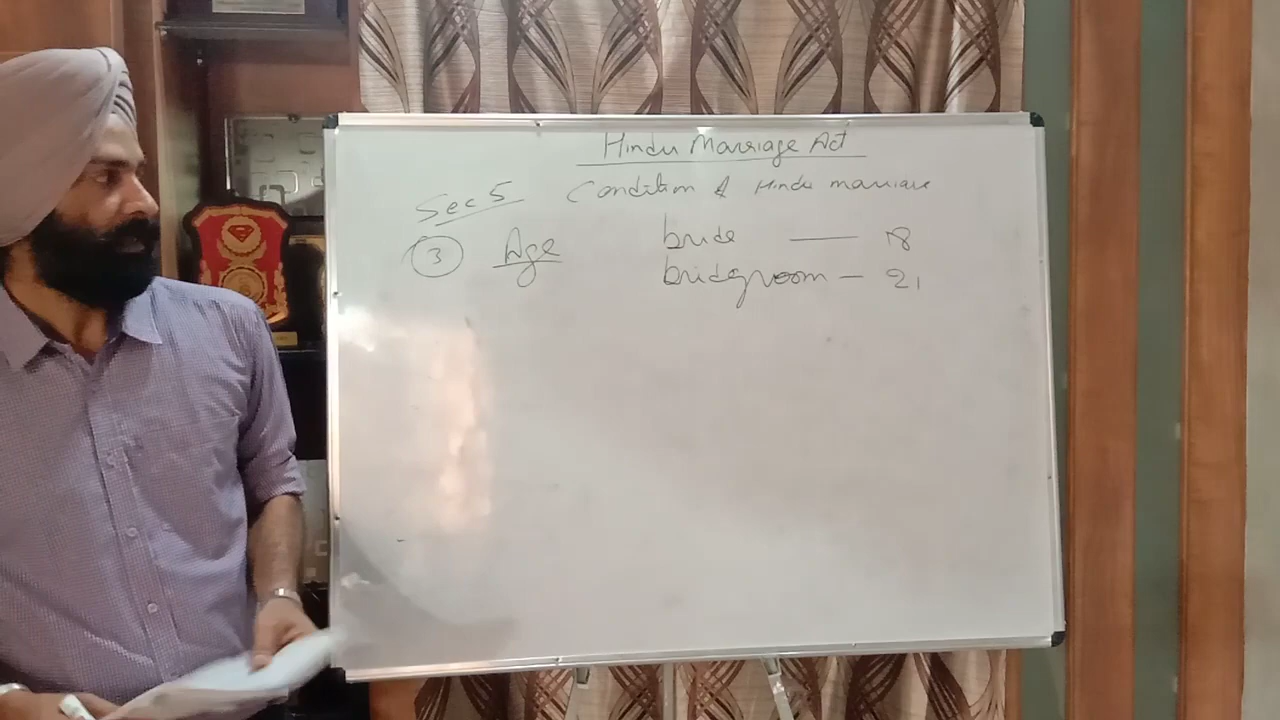 Hindu Marriage Act
Sec 5 Condition of Hindu marriage
3 Age bride — 18
bridegroom — 21